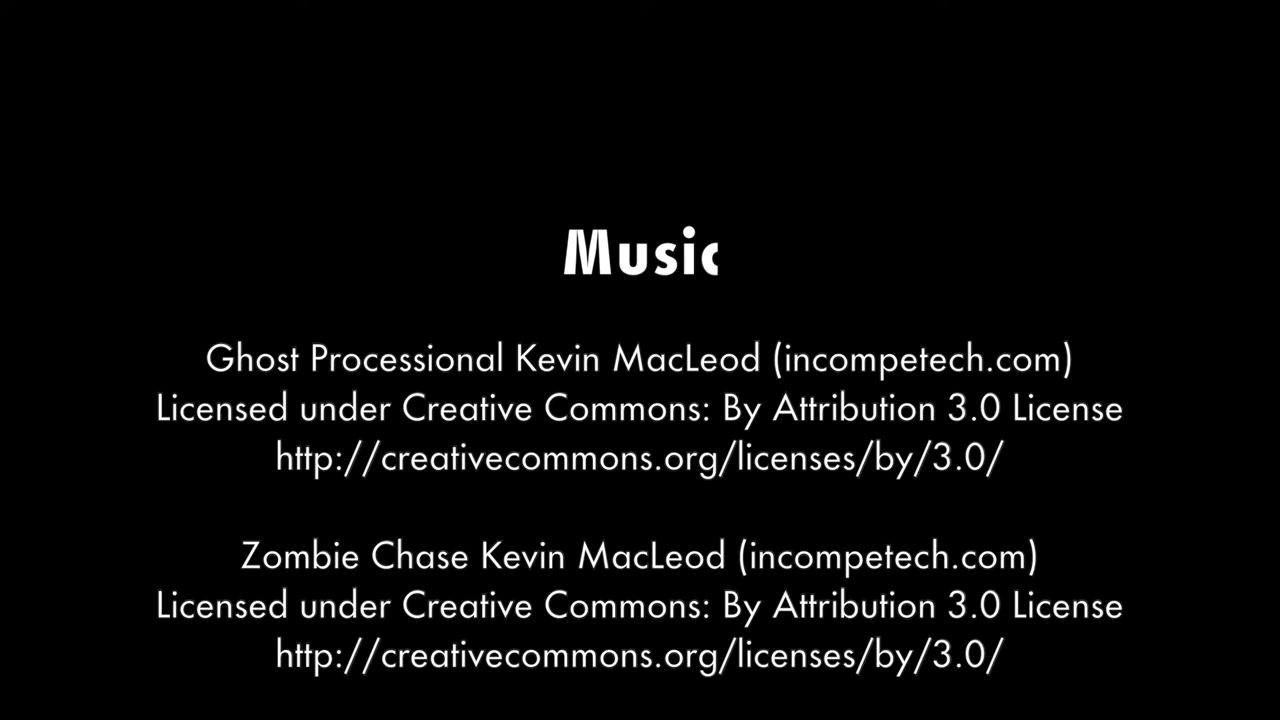 Music
Ghost Processional Kevin MacLeod (incompetech.com)
Licensed under Creative Commons: By Attribution 3.0 License
http://creativecommons.org/licenses/by/3.0/
Zombie Chase Kevin MacLeod (incompetech.com)
Licensed under Creative Commons: By Attribution 3.0 License
http://creativecommons.org/licenses/by/3.0/